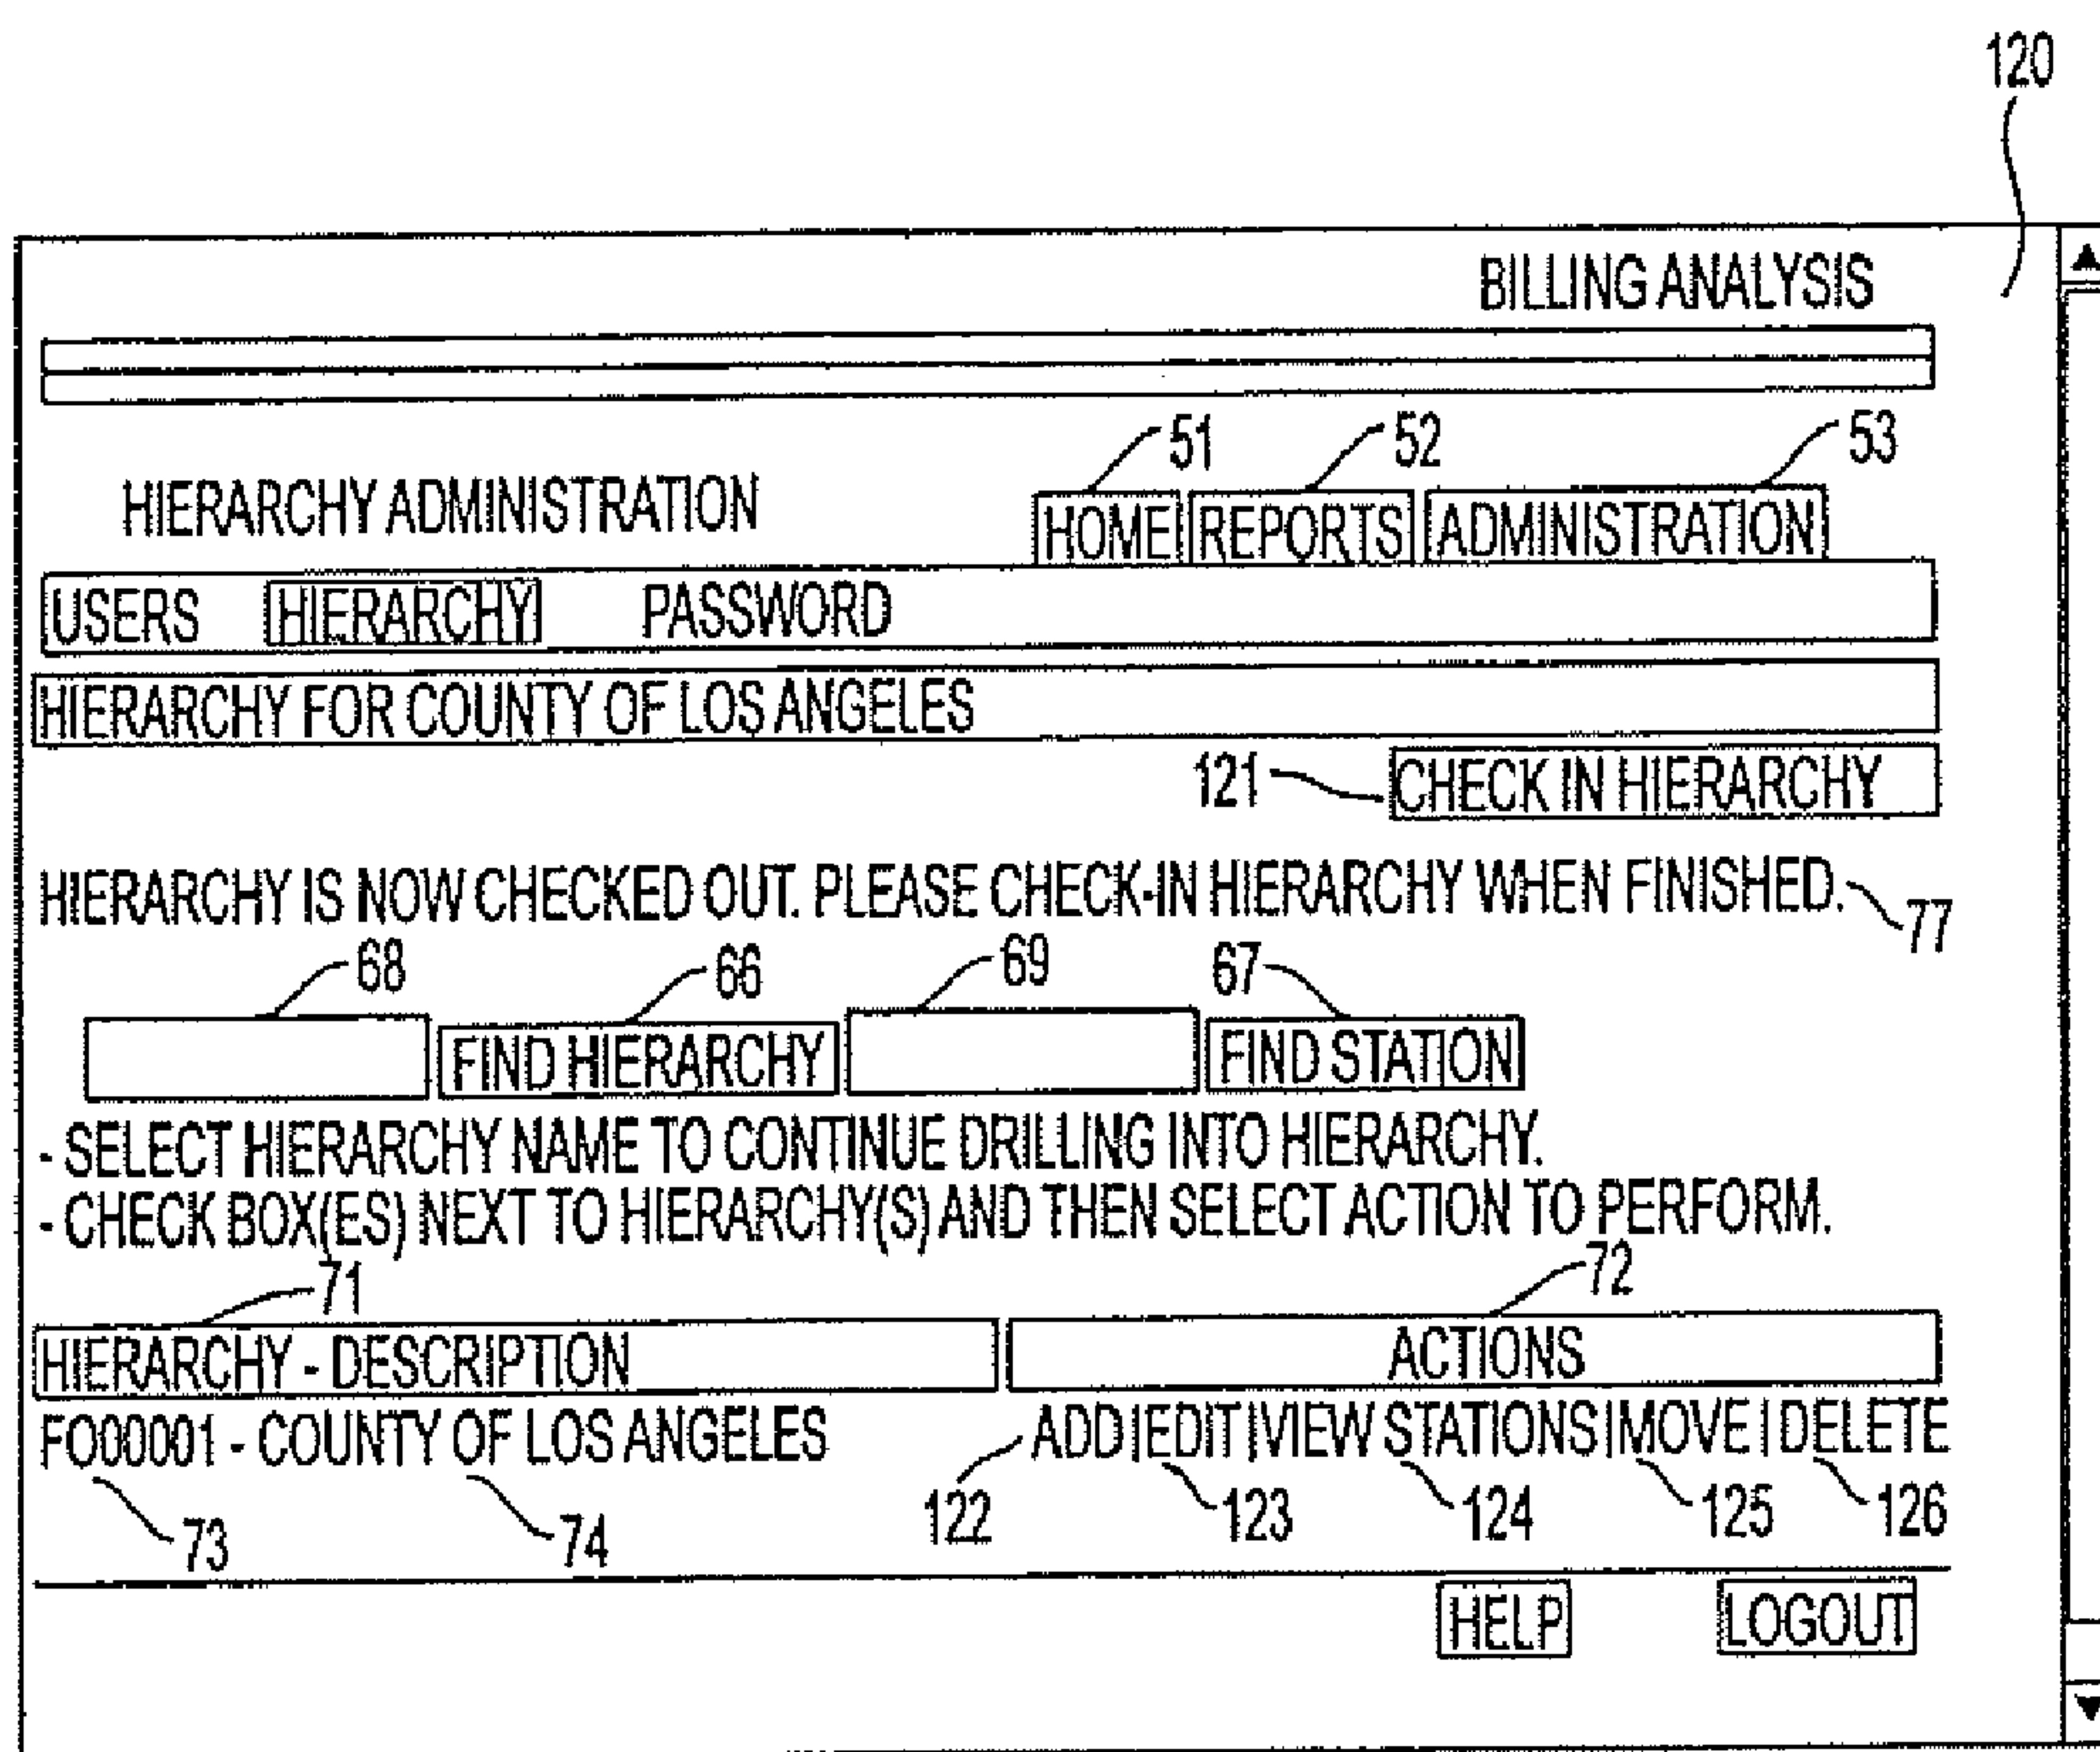 120
BILLING ANALYSIS
51 52 53
HIERARCHY ADMINISTRATION HOME REPORTS ADMINISTRATION
USERS HIERARCHY PASSWORD
HIERARCHY FOR COUNTY OF LOS ANGELES
121 CHECK IN HIERARCHY
HIERARCHY IS NOW CHECKED OUT. PLEASE CHECK-IN HIERARCHY WHEN FINISHED.
77
68 66 69 67
FIND HIERARCHY FIND STATION
- SELECT HIERARCHY NAME TO CONTINUE DRILLING INTO HIERARCHY.
- CHECK BOX(ES) NEXT TO HIERARCHY(S) AND THEN SELECT ACTION TO PERFORM.
71 72
HIERARCHY - DESCRIPTION ACTIONS
FO00001 - COUNTY OF LOS ANGELES ADD | EDIT | VIEW STATIONS | MOVE | DELETE
73 74 122 123 124 125 126
HELP LOGOUT